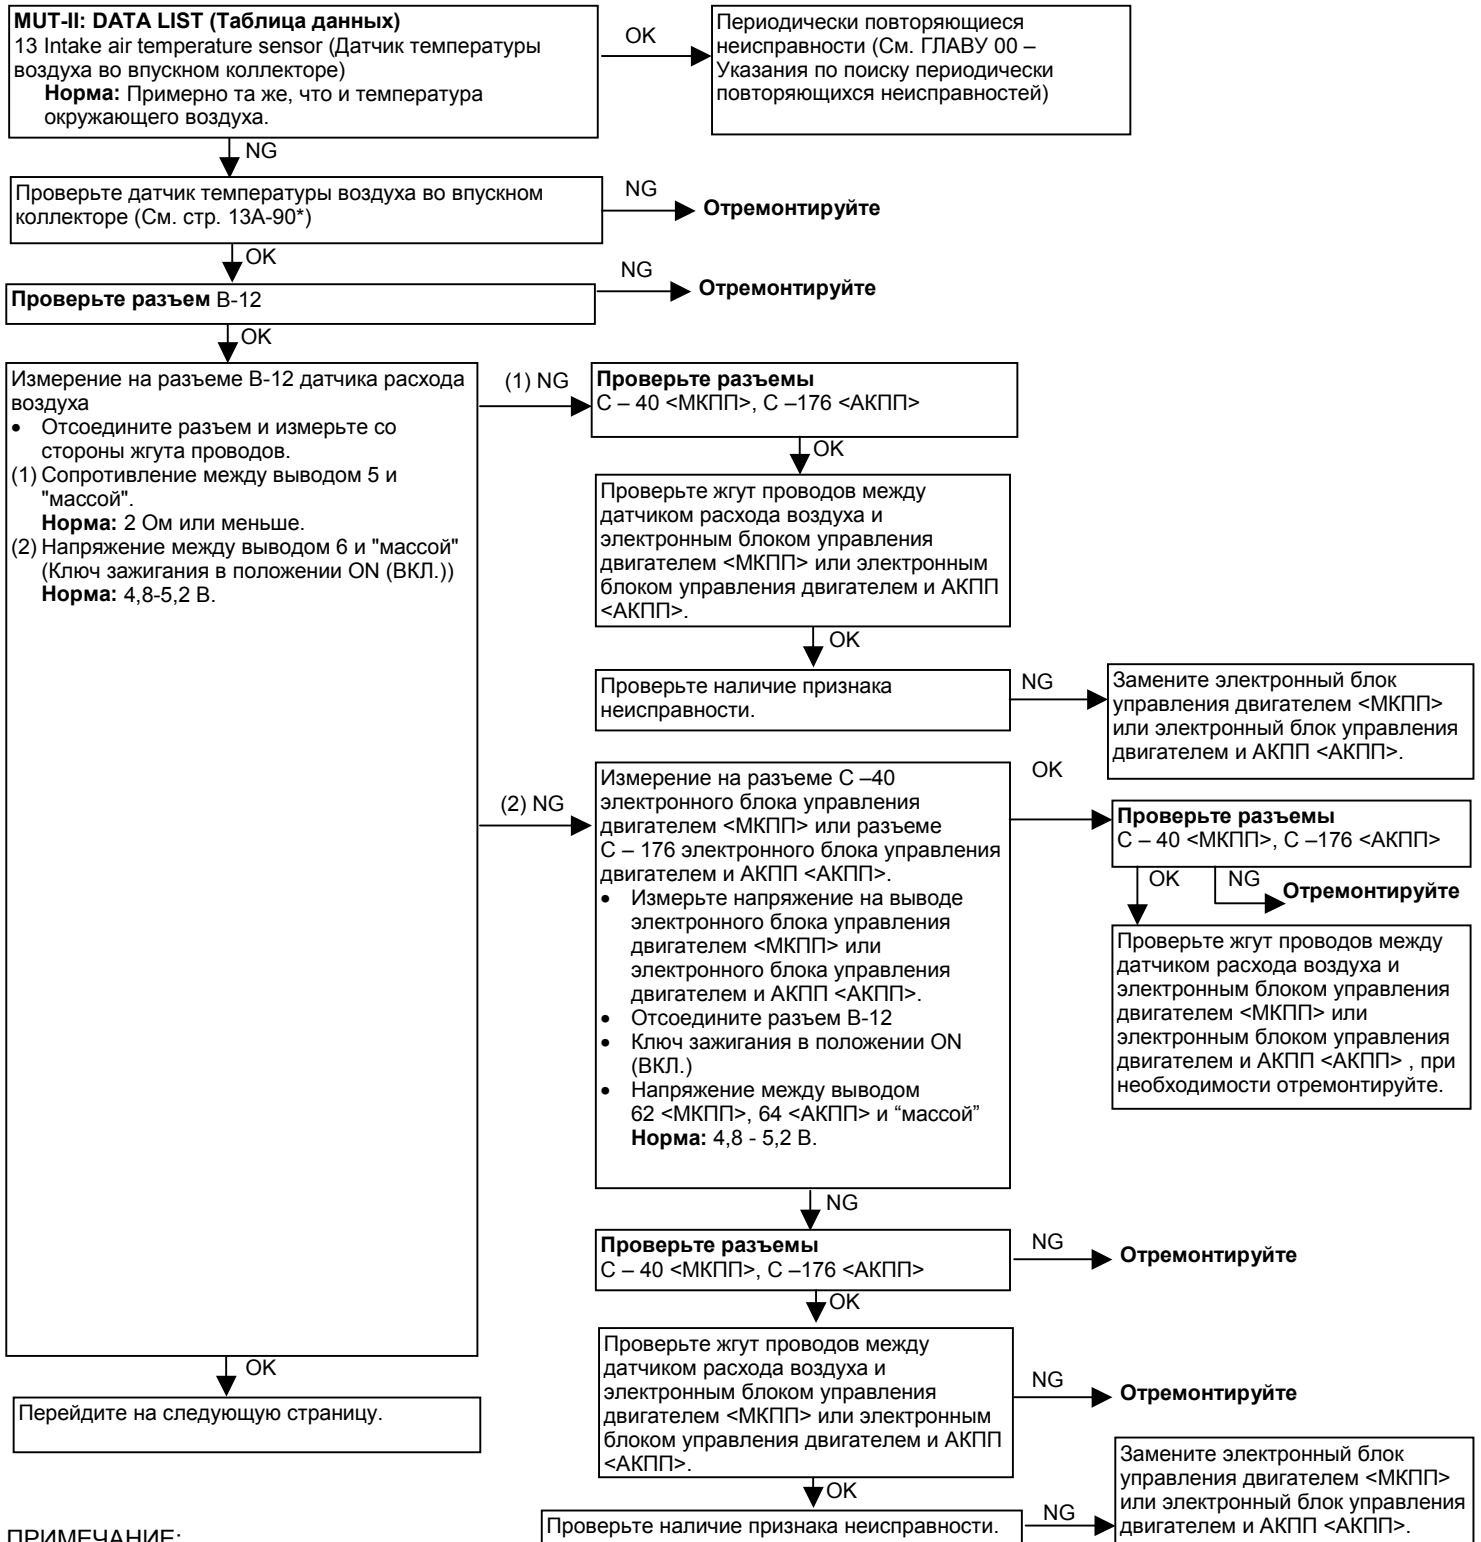 MUT-II: DATA LIST (Таблица данных)
13 Intake air temperature sensor (Датчик температуры
воздуха во впускном коллекторе)
Норма: Примерно та же, что и температура
окружающего воздуха.
OK
Периодически повторяющиеся
неисправности (См. ГЛАВУ 00 –
Указания по поиску периодически
повторяющихся неисправностей)
NG
Проверьте датчик температуры воздуха во впускном
коллекторе (См. стр. 13А-90*)
NG
Отремонтируйте
OK
Проверьте разъем В-12
NG
Отремонтируйте
OK
Измерение на разъеме В-12 датчика расхода
воздуха
• Отсоедините разъем и измерьте со
стороны жгута проводов.
(1) Сопротивление между выводом 5 и
"массой".
Норма: 2 Ом или меньше.
(2) Напряжение между выводом 6 и "массой"
(Ключ зажигания в положении ON (ВКЛ.))
Норма: 4,8-5,2 В.
(1) NG
Проверьте разъемы
С – 40 <МКПП>, С –176 <АКПП>
OK
Проверьте жгут проводов между
датчиком расхода воздуха и
электронным блоком управления
двигателем <МКПП> или электронным
блоком управления двигателем и АКПП
<АКПП>.
OK
Проверьте наличие признака
неисправности.
NG
Замените электронный блок
управления двигателем <МКПП>
или электронный блок управления
двигателем и АКПП <АКПП>.
(2) NG
Измерение на разъеме С –40
электронного блока управления
двигателем <МКПП> или разъеме
С – 176 электронного блока управления
двигателем и АКПП <АКПП>.
• Измерьте напряжение на выводе
электронного блока управления
двигателем <МКПП> или
электронного блока управления
двигателем и АКПП <АКПП>.
• Отсоедините разъем В-12
• Ключ зажигания в положении ON
(ВКЛ.)
• Напряжение между выводом
62 <МКПП>, 64 <АКПП> и “массой”
Норма: 4,8 - 5,2 В.
OK
Проверьте разъемы
С – 40 <МКПП>, С –176 <АКПП>
OK
NG
Отремонтируйте
Проверьте жгут проводов между
датчиком расхода воздуха и
электронным блоком управления
двигателем <МКПП> или
электронным блоком управления
двигателем и АКПП <АКПП> , при
необходимости отремонтируйте.
NG
Проверьте разъемы
С – 40 <МКПП>, С –176 <АКПП>
NG
Отремонтируйте
OK
Проверьте жгут проводов между
датчиком расхода воздуха и
электронным блоком управления
двигателем <МКПП> или электронным
блоком управления двигателем и АКПП
<АКПП>.
NG
Отремонтируйте
OK
Проверьте наличие признака неисправности.
NG
Замените электронный блок
управления двигателем <МКПП>
или электронный блок управления
двигателем и АКПП <АКПП>.
OK
Перейдите на следующую страницу.
ПРИМЕЧАНИЕ: